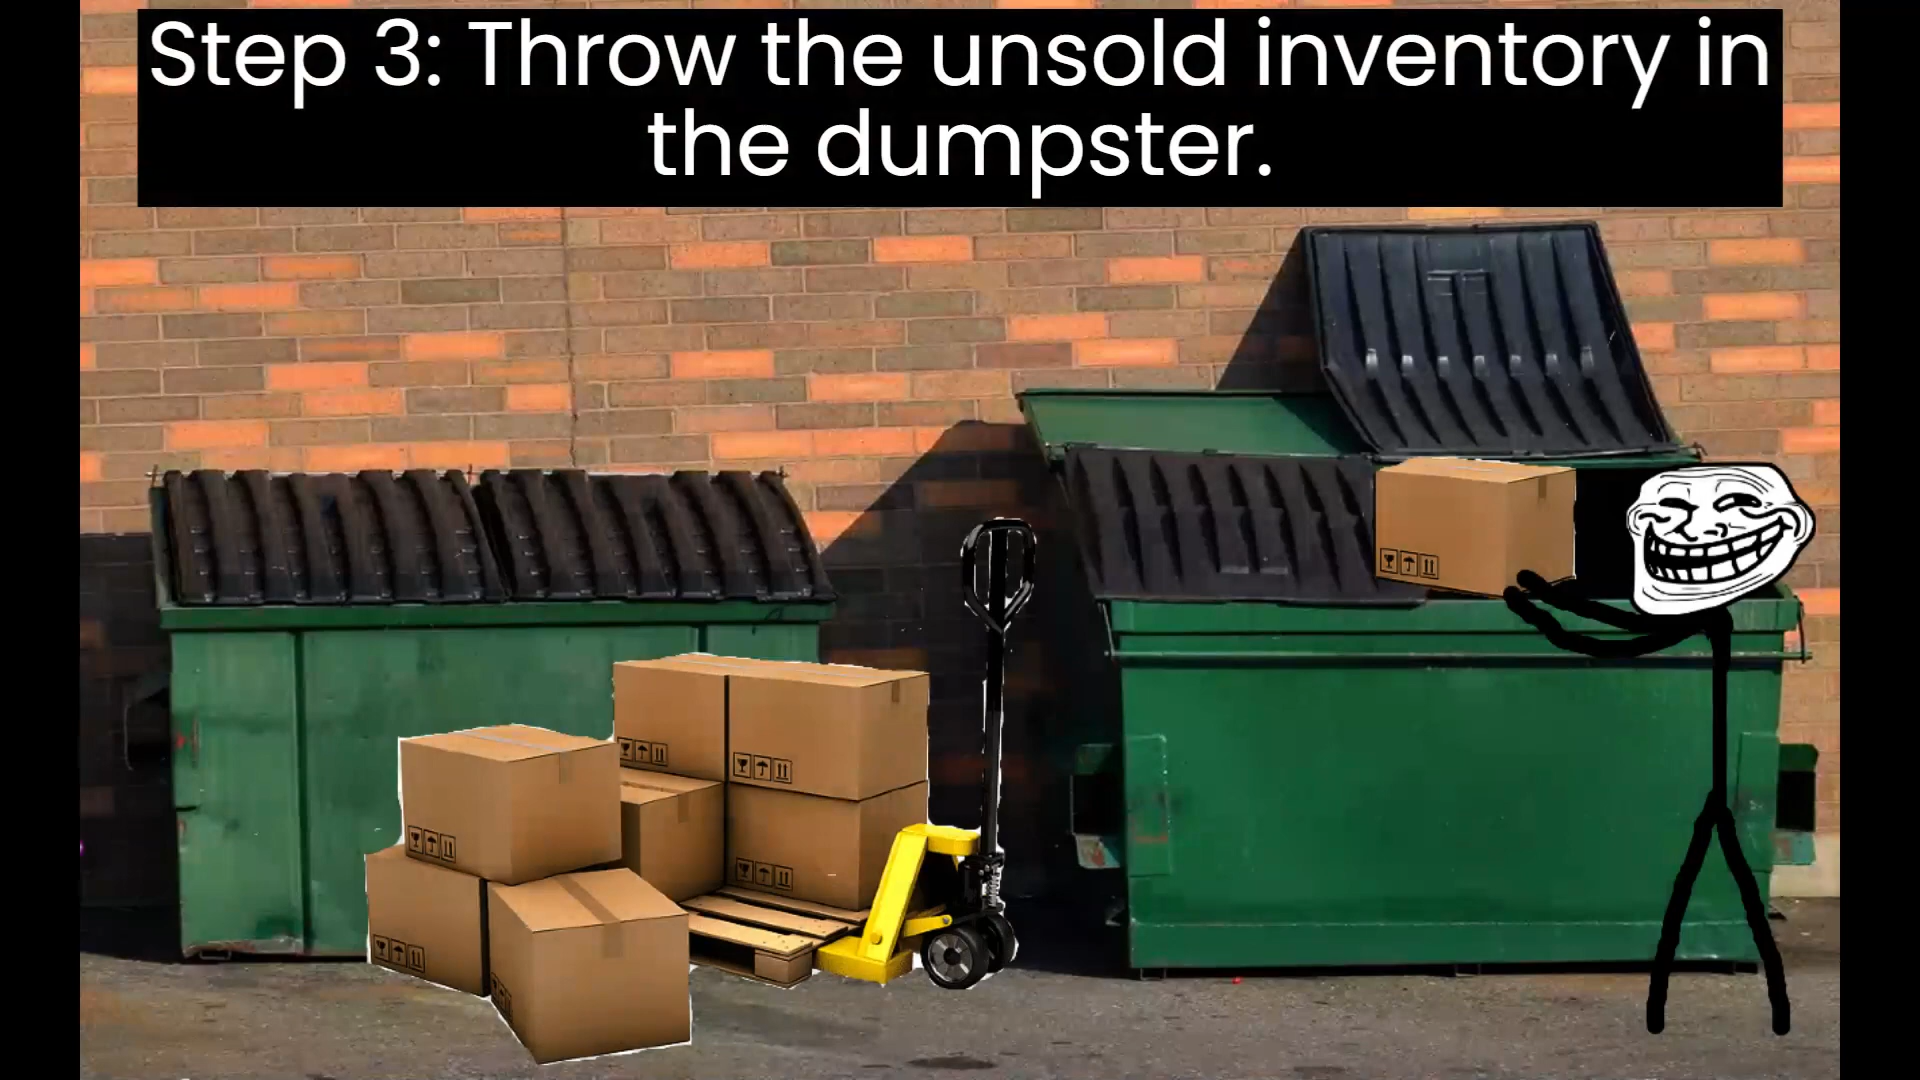 Step 3: Throw the unsold inventory in
the dumpster.